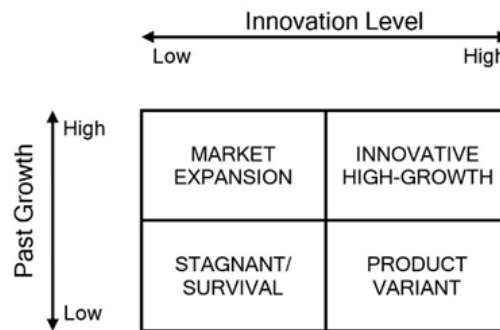 Innovation Level
Low
High
Past Growth
High
Low
MARKET
EXPANSION
INNOVATIVE
HIGH-GROWTH
STAGNANT/
SURVIVAL
PRODUCT
VARIANT